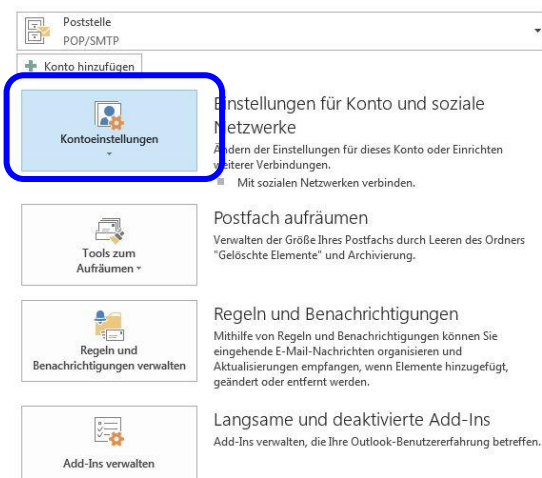 Poststelle
POP/SMTP
Konto hinzufügen
Kontoeinstellungen
Einstellungen für Konto und soziale
Netzwerke
Ändern der Einstellungen für dieses Konto oder Einrichten
weiterer Verbindungen.
Mit sozialen Netzwerken verbinden.
Tools zum
Aufräumen
Postfach aufräumen
Verwalten der Größe Ihres Postfachs durch Leeren des Ordners
"Gelöschte Elemente" und Archivierung.
Regeln und
Benachrichtigungen verwalten
Regeln und Benachrichtigungen
Mithilfe von Regeln und Benachrichtigungen können Sie
eingehende E-Mail-Nachrichten organisieren und
Aktualisierungen empfangen, wenn Elemente hinzugefügt,
geändert oder entfernt werden.
Add-Ins verwalten
Langsame und deaktivierte Add-Ins
Add-Ins verwalten, die Ihre Outlook-Benutzererfahrung betreffen.